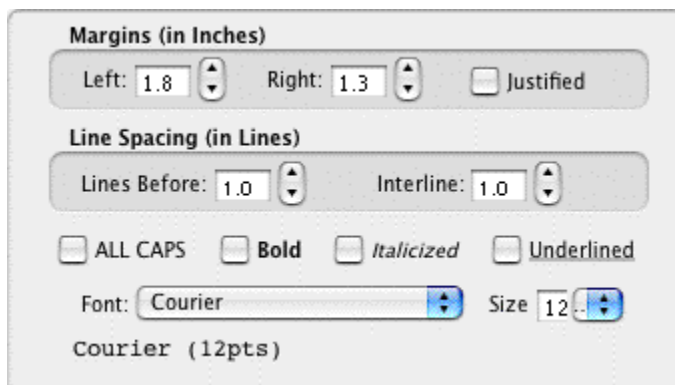 Margins (in Inches)
Left: 1.8 Right: 1.3 Justified
Line Spacing (in Lines)
Lines Before: 1.0 Interline: 1.0
ALL CAPS Bold Italicized Underlined
Font: Courier Size 12 ..
Courier (12pts)